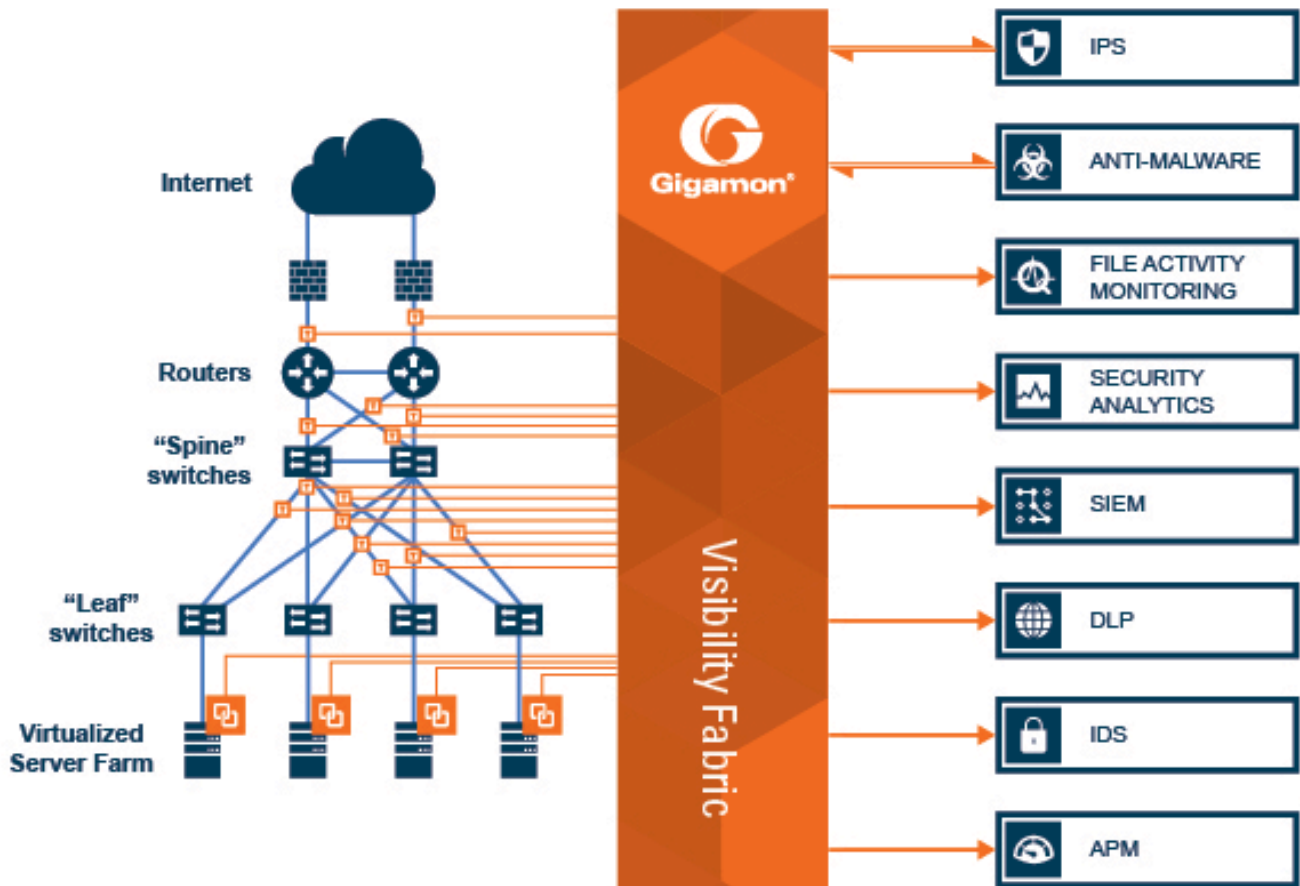 Internet
Routers
“Spine”
switches
“Leaf”
switches
Virtualized
Server Farm
Gigamon®
Visibility Fabric
IPS
ANTI-MALWARE
FILE ACTIVITY
MONITORING
SECURITY
ANALYTICS
SIEM
DLP
IDS
APM